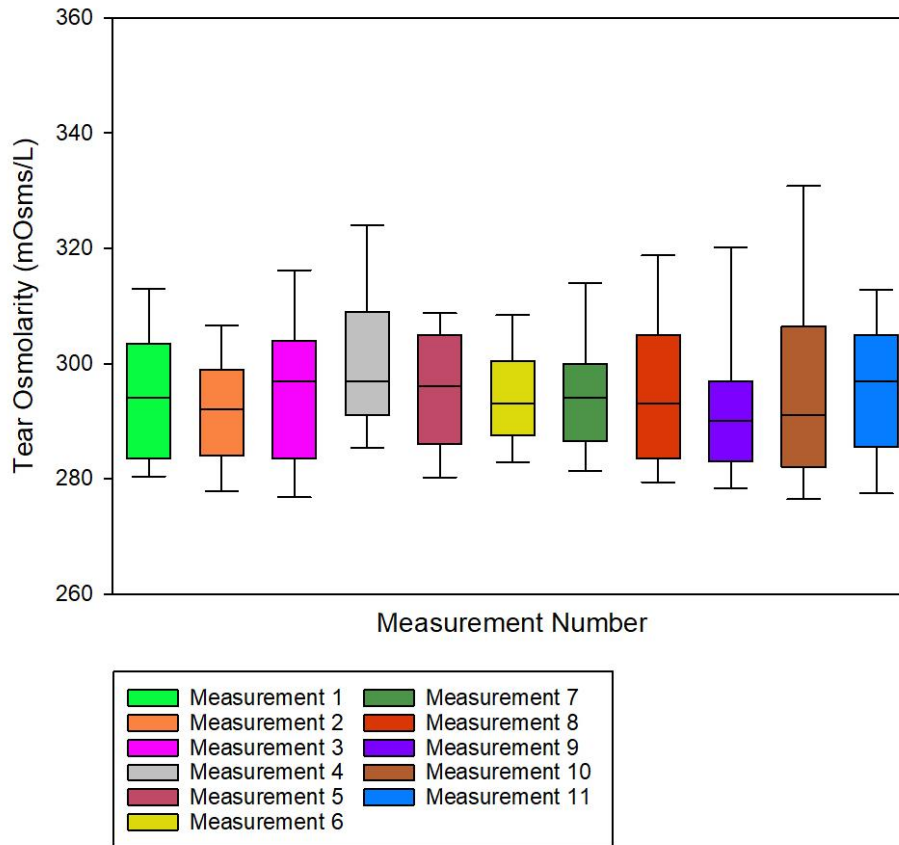 360
340
320
300
280
260
Tear Osmolarity (mOsms/L)
Measurement Number
Measurement 1
Measurement 2
Measurement 3
Measurement 4
Measurement 5
Measurement 6
Measurement 7
Measurement 8
Measurement 9
Measurement 10
Measurement 11